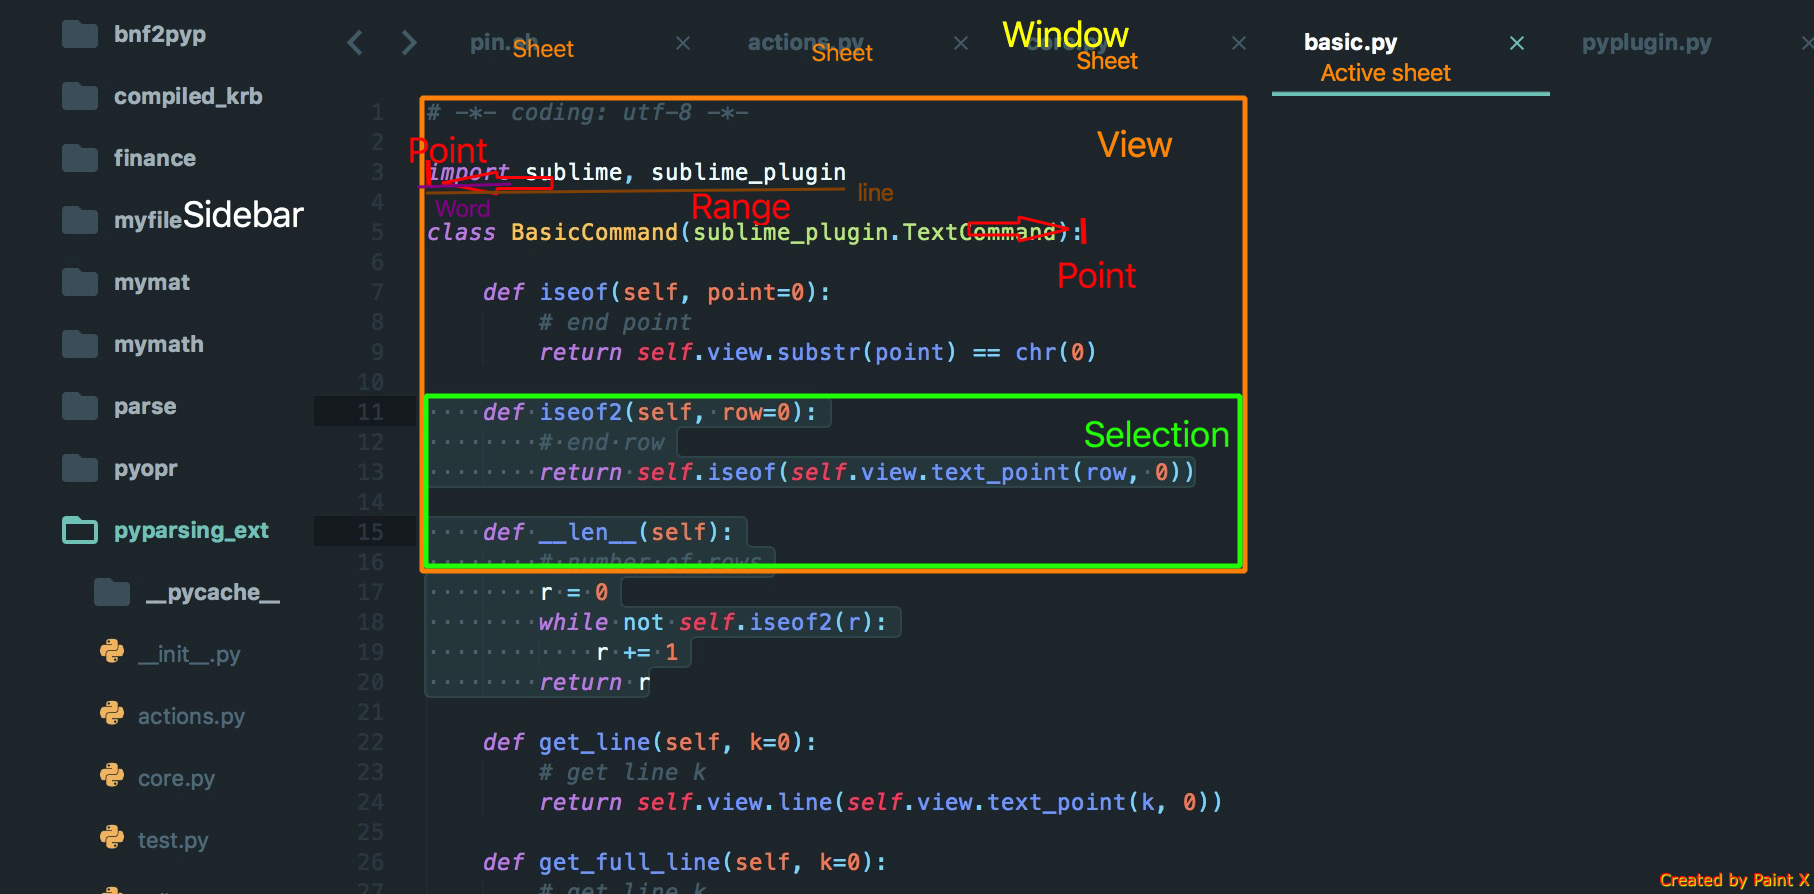 bnf2pyp
compiled_krb
finance
myfile
Sidebar
mymat
mymath
parse
pyopr
pyparsing_ext
__pycache__
__init__.py
actions.py
core.py
test.py
pin.sh
Sheet
actions.py
Sheet
Window
core.py
Sheet
basic.py
Active sheet
pyplugin.py
1 # -*- coding: utf-8 -*-
View
2
Point
3 import sublime, sublime_plugin
line
4
Word
Range
5 class BasicCommand(sublime_plugin.TextCommand):
6
Point
7 def iseof(self, point=0):
8 # end point
9 return self.view.substr(point) == chr(0)
10
11 def iseof2(self, row=0):
Selection
12 # end row
13 return self.iseof(self.view.text_point(row, 0))
14
15 def __len__(self):
16 # number of rows
17 r = 0
18 while not self.iseof2(r):
19 r += 1
20 return r
21
22 def get_line(self, k=0):
23 # get line k
24 return self.view.line(self.view.text_point(k, 0))
25
26 def get_full_line(self, k=0):
27 # get line k
Created by Paint X